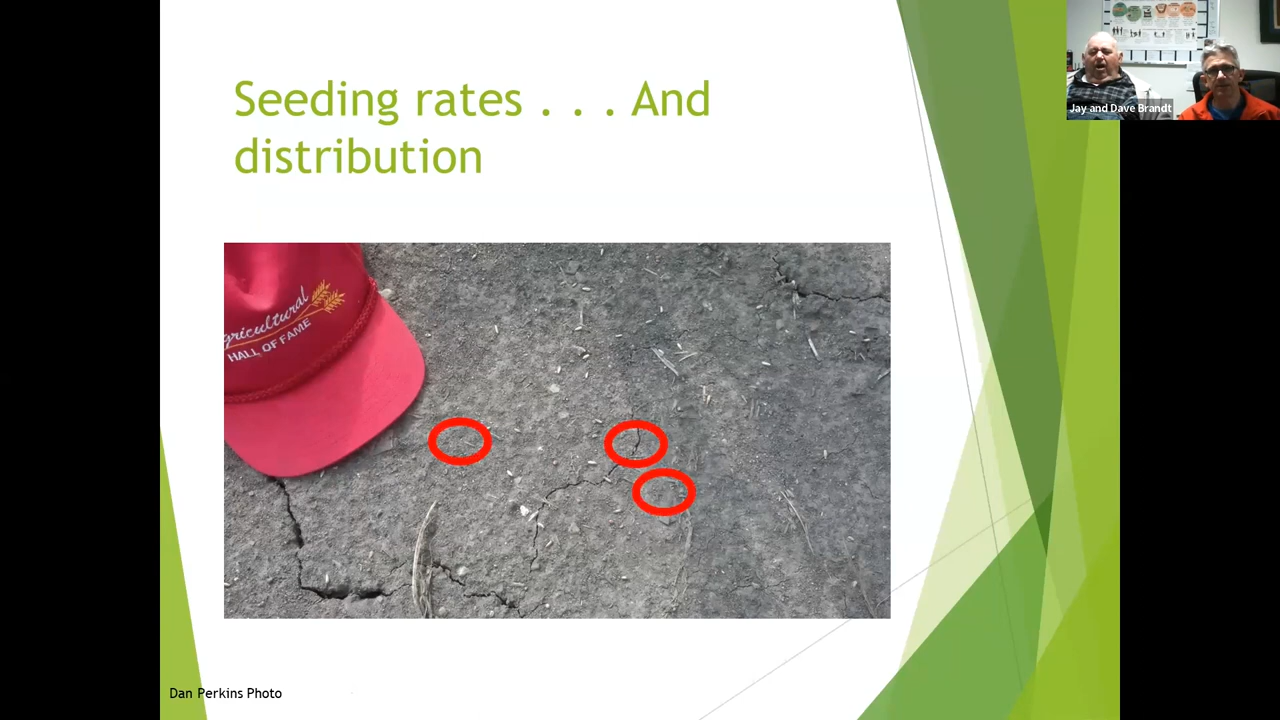 Seeding rates . . . And
distribution
Jay and Dave Brandt
gricultural
HALL OF FAME
Dan Perkins Photo